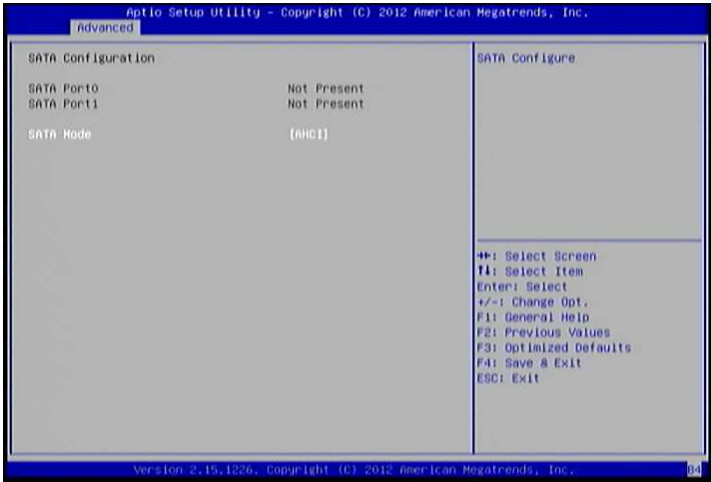 Aptio Setup Utility - Copyright (C) 2012 American Megatrends, Inc.
Advanced
SATA Configuration
SATA Port0 Not Present
SATA Port1 Not Present
SATA Mode [AHCI]
SATA Configure
→←: Select Screen
↑↓: Select Item
Enter: Select
+/-: Change Opt.
F1: General Help
F2: Previous Values
F3: Optimized Defaults
F4: Save & Exit
ESC: Exit
Version 2.15.1226. Copyright (C) 2012 American Megatrends, Inc.
B4